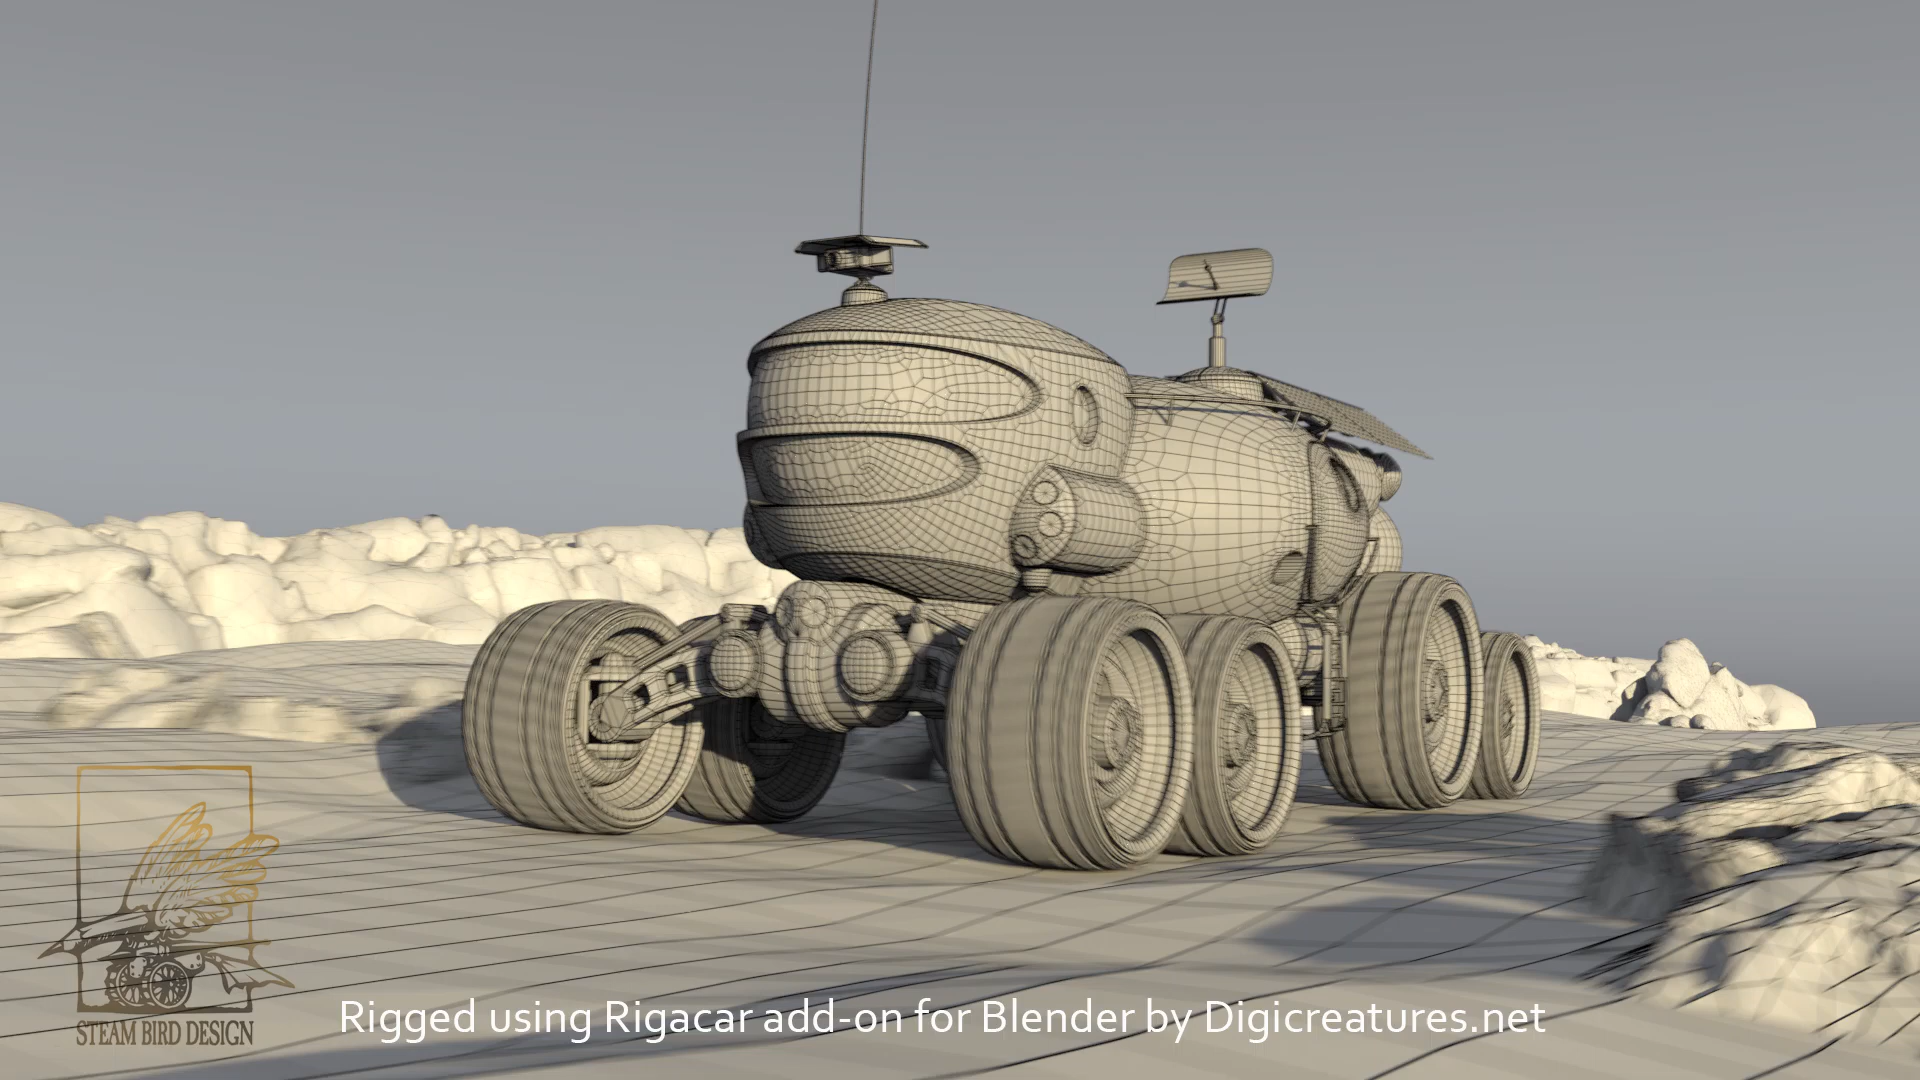 Rigged using Rigacar add-on for Blender by Digicreatures.net
STEAM BIRD DESIGN